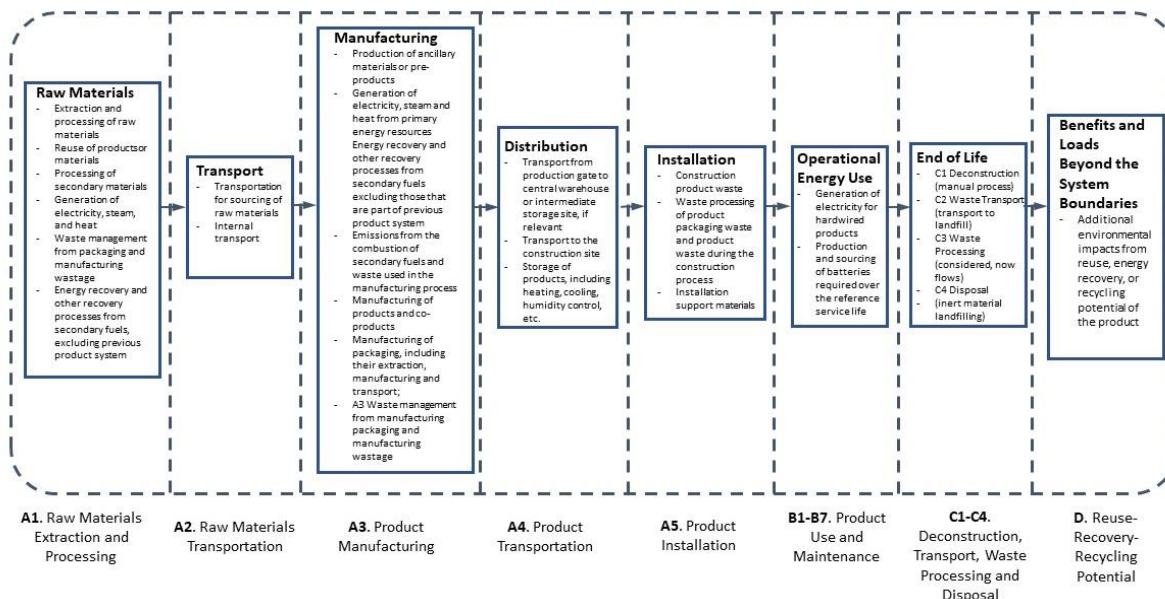 Raw Materials
- Extraction and
processing of raw
materials
- Reuse of productsor
materials
- Processing of
secondary materials
- Generation of
electricity, steam,
and heat
- Waste management
from packaging and
manufacturing
wastage
- Energy recovery and
other recovery
processes from
secondary fuels,
excluding previous
product system
Transport
- Transportation
for sourcing of
raw materials
- Internal
transport
Manufacturing
- Production of ancillary
materials or pre-
products
- Generation of
electricity, steam and
heat from primary
energy resources
Energy recovery and
other recovery
processes from
secondary fuels
excluding those that
are part of previous
product system
- Emissions from the
combustion of
secondary fuels and
waste used in the
manufacturing process
- Manufacturing of
products and co-
products
- Manufacturing of
packaging, including
their extraction,
manufacturing and
transport;
- A3 Waste management
from manufacturing
packaging and
manufacturing
wastage
Distribution
- Transport from
production gate to
central warehouse
or intermediate
storage site, if
relevant
- Transport to the
construction site
- Storage of
products, including
heating, cooling,
humidity control,
etc.
Installation
- Construction
product waste
- Waste processing
of product
packaging waste
and product
waste during the
construction
process
- Installation
support materials
Operational
Energy Use
- Generation of
electricity for
hardwired
products
- Production
and sourcing
of batteries
required over
the reference
service life
End of Life
- C1 Deconstruction
(manual process)
- C2 Waste Transport
(transport to
landfill)
- C3 Waste
Processing
(considered, now
flows)
- C4 Disposal
- (inert material
landfilling)
Benefits and
Loads
Beyond the
System
Boundaries
- Additional
environmental
impacts from
reuse, energy
recovery, or
recycling
potential of
the product
A1. Raw Materials
Extraction and
Processing
A2. Raw Materials
Transportation
A3. Product
Manufacturing
A4. Product
Transportation
A5. Product
Installation
B1-B7. Product
Use and
Maintenance
C1-C4.
Deconstruction,
Transport, Waste
Processing and
Disposal
D. Reuse-
Recovery-
Recycling
Potential